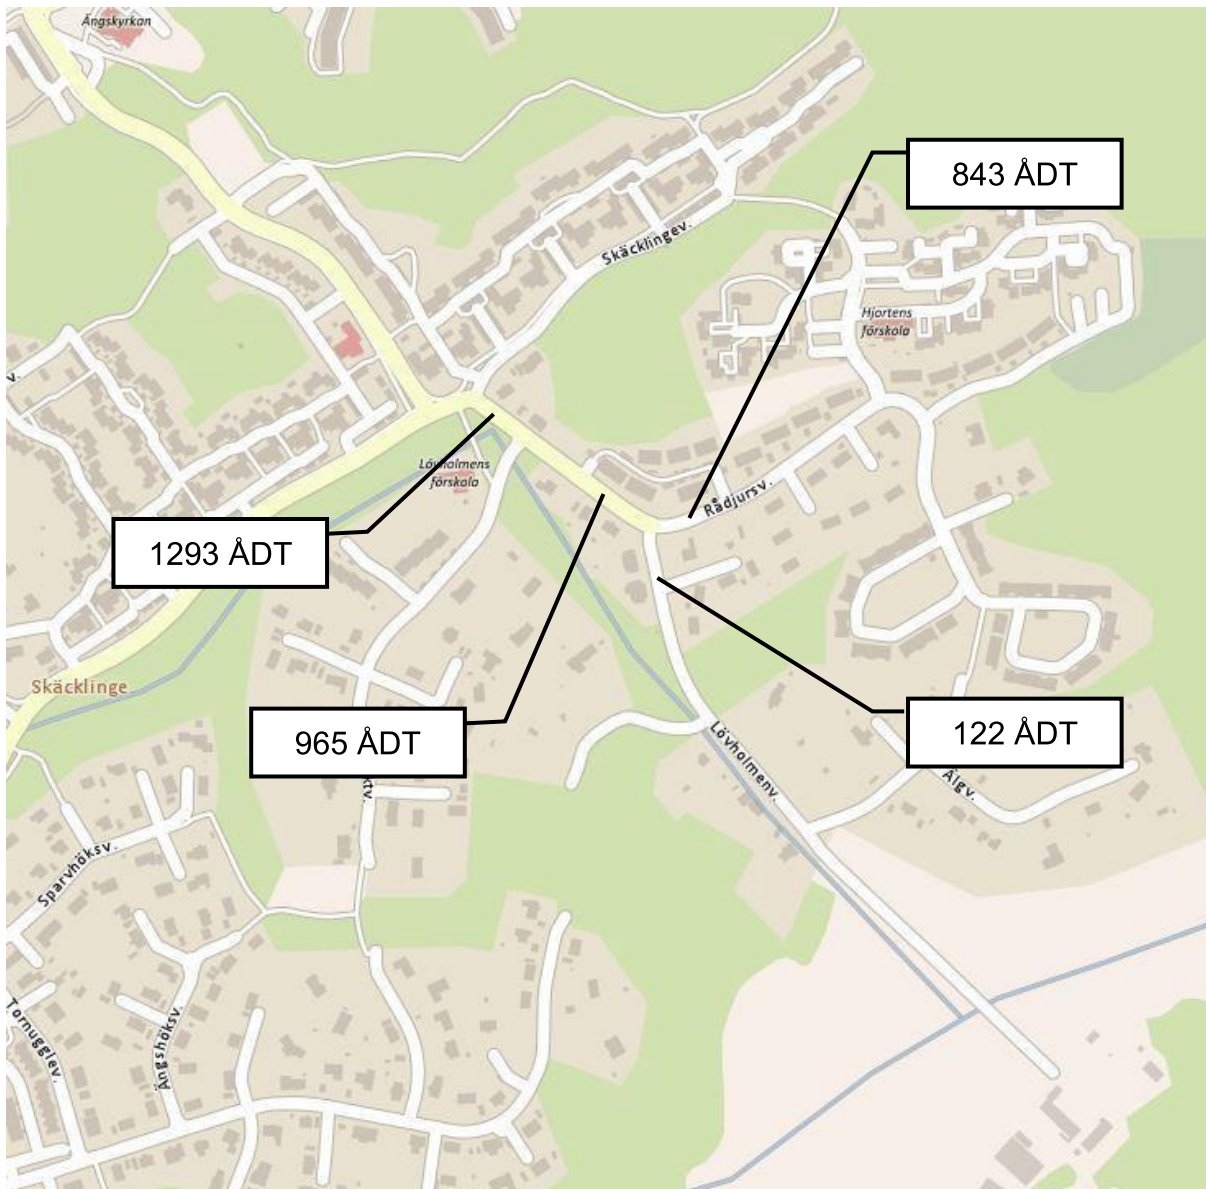 Ängskyrkan
843 ÅDT
Skäcklingev.
Hjortens
förskola
v.
Lövholmens
förskola
Rådjursv.
1293 ÅDT
Skäcklinge
965 ÅDT
122 ÅDT
Lövholmenv.
Älgv.
Sparvhöksv.
Tornugglev.
Ängshöksv.